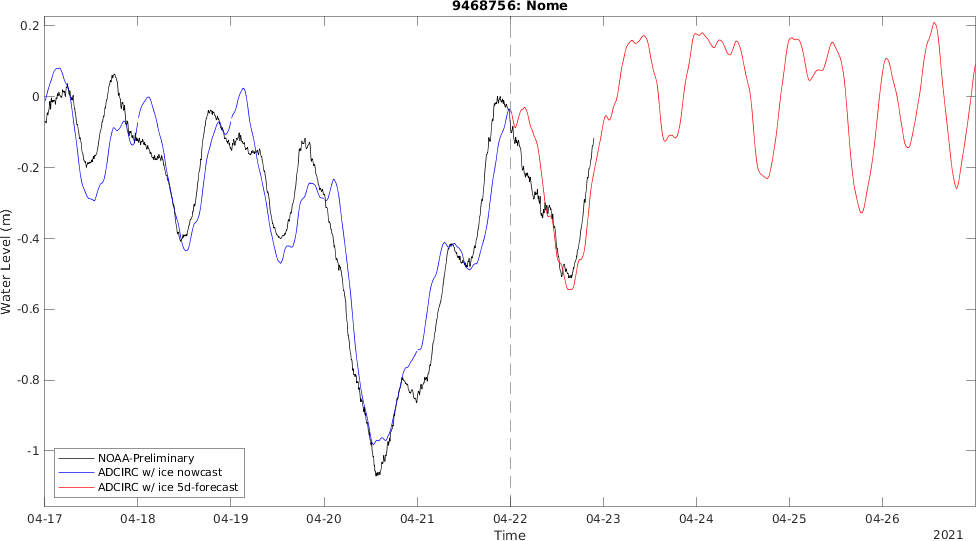 9468756: Nome
0.2
0
-0.2
-0.4
-0.6
-0.8
-1
Water Level (m)
NOAA-Preliminary
ADCIRC w/ ice nowcast
ADCIRC w/ ice 5d-forecast
04-17 04-18 04-19 04-20 04-21 04-22 04-23 04-24 04-25 04-26
Time
2021